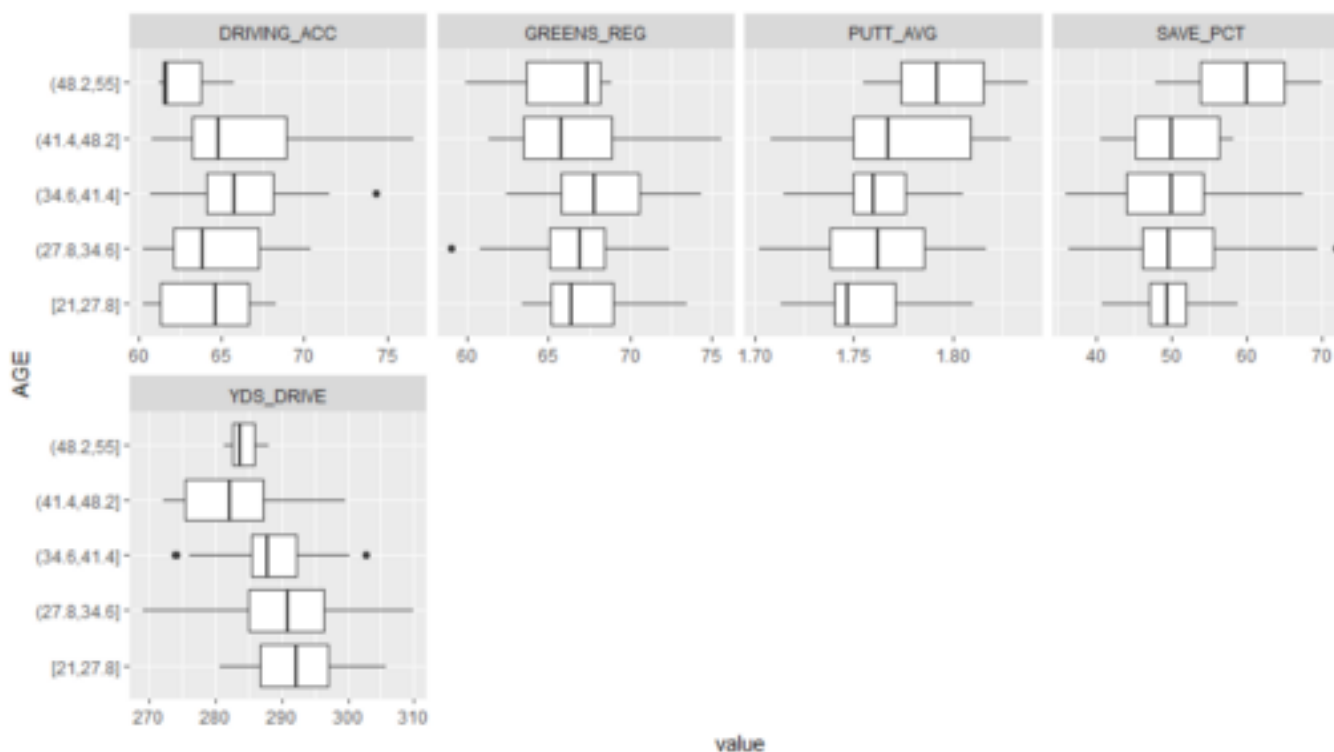 DRIVING_ACC GREENS_REG PUTT_AVG SAVE_PCT
(48.2,55]
(41.4,48.2]
(34.6,41.4]
(27.8,34.6]
[21,27.8]
60 65 70 75 60 65 70 75 1.70 1.75 1.80 40 50 60 70
AGE
YDS_DRIVE
(48.2,55]
(41.4,48.2]
(34.6,41.4]
(27.8,34.6]
[21,27.8]
270 280 290 300 310
value